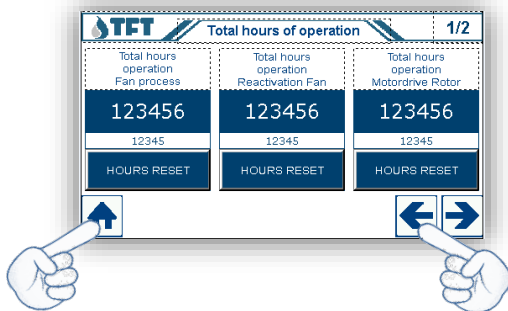 TFT Total hours of operation 1/2
Total hours operation Fan process
Total hours operation Reactivation Fan
Total hours operation Motordrive Rotor
123456 123456 123456
12345 12345 12345
HOURS RESET HOURS RESET HOURS RESET